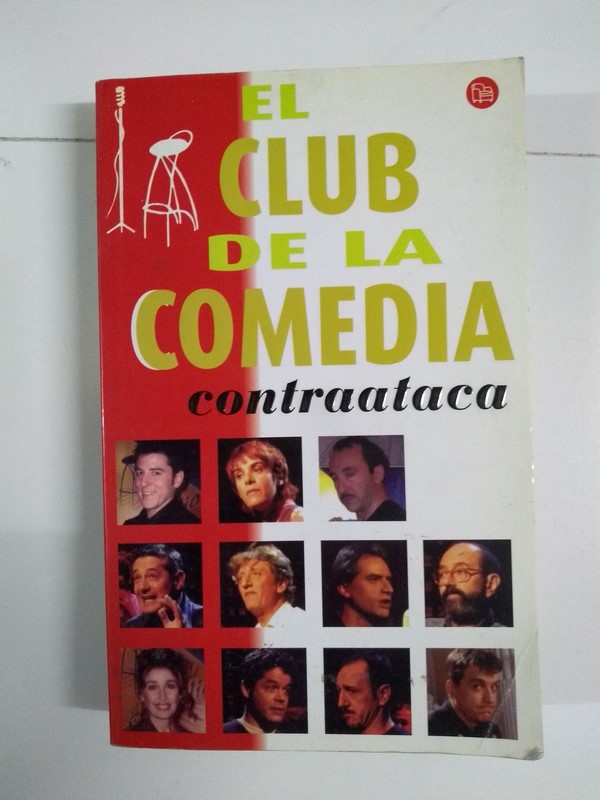 EL
CLUB
DE LA
COMEDIA
contraataca